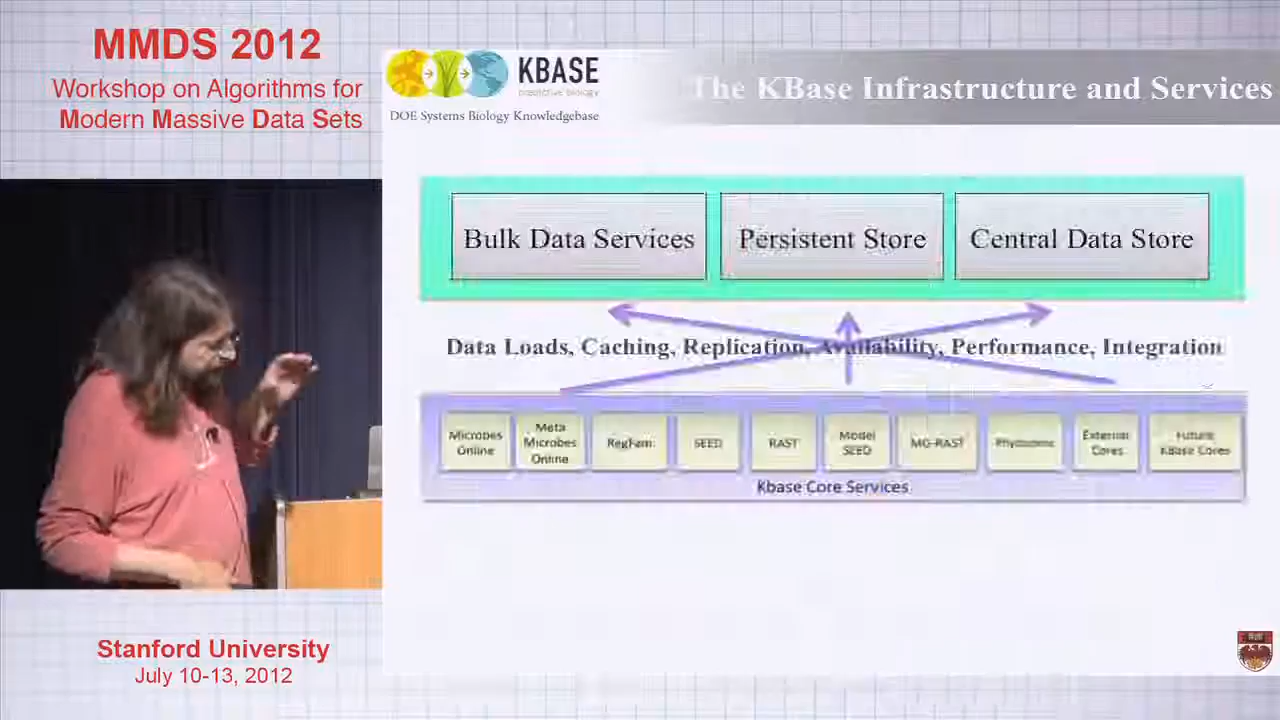 MMDS 2012
Workshop on Algorithms for
Modern Massive Data Sets
KBASE
predictive biology
DOE Systems Biology Knowledgebase
The KBase Infrastructure and Services
Bulk Data Services
Persistent Store
Central Data Store
Data Loads, Caching, Replication, Availability, Performance, Integration
Microbes
Online
Meta
Microbes
Online
RegFam
SEED
RAST
Model
SEED
MG-RAST
External
Cores
Future
KBase Cores
Kbase Core Services
Stanford University
July 10-13, 2012